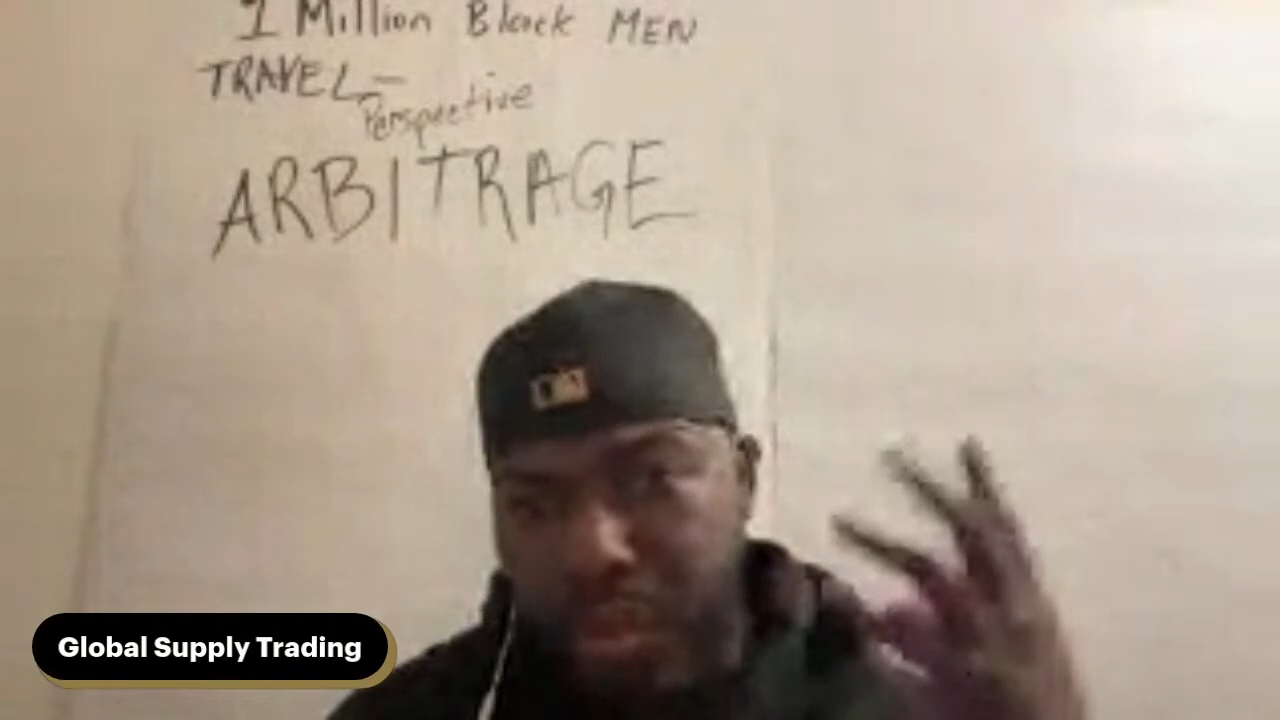 1 Million Black MEN
TRAVEL-
Perspective
ARBITRAGE
Global Supply Trading